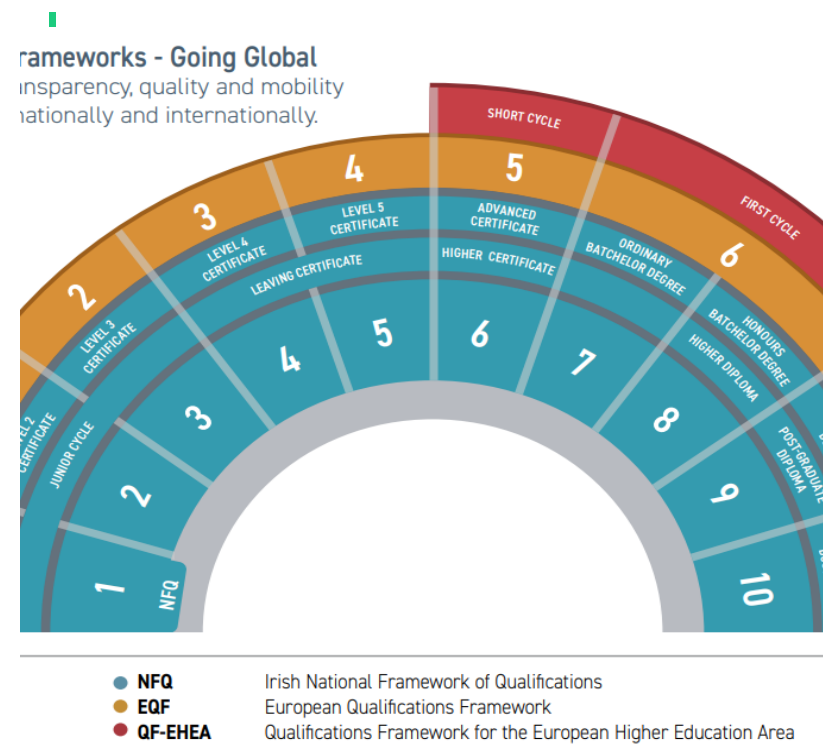 rameworks - Going Global
ansparency, quality and mobility
nationally and internationally.
SHORT CYCLE
FIRST CYCLE
2
3
4
5
6
LEVEL 2
CERTIFICATE
LEVEL 3
CERTIFICATE
LEVEL 4
CERTIFICATE
LEVEL 5
CERTIFICATE
ADVANCED
CERTIFICATE
ORDINARY
BATCHELOR DEGREE
HONOURS
BATCHELOR DEGREE
JUNIOR CYCLE
LEAVING CERTIFICATE
HIGHER CERTIFICATE
HIGHER DIPLOMA
POST-GRADUATE
DIPLOMA
1
2
3
4
5
6
7
8
9
10
NFQ
NFQ Irish National Framework of Qualifications
EQF European Qualifications Framework
QF-EHEA Qualifications Framework for the European Higher Education Area